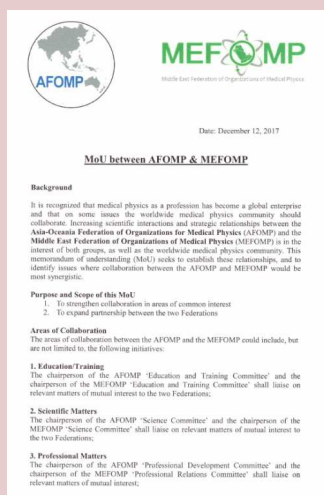 AFOMP
MEFOMP
Middle East Federation of Organizations of Medical Physics
Date: December 12, 2017
MoU between AFOMP & MEFOMP
Background
It is recognized that medical physics as a profession has become a global enterprise
and that on some issues the worldwide medical physics community should
collaborate. Increasing scientific interactions and strategic relationships between the
Asia-Oceania Federation of Organizations for Medical Physics (AFOMP) and the
Middle East Federation of Organizations of Medical Physics (MEFOMP) is in the
interest of both groups, as well as the worldwide medical physics community. This
memorandum of understanding (MoU) seeks to establish these relationships, and to
identify issues where collaboration between the AFOMP and MEFOMP would be
most synergistic.
Purpose and Scope of this MoU
1. To strengthen collaboration in areas of common interest
2. To expand partnership between the two Federations
Areas of Collaboration
The areas of collaboration between the AFOMP and the MEFOMP could include, but
are not limited to, the following initiatives:
1. Education/Training
The chairperson of the AFOMP 'Education and Training Committee' and the
chairperson of the MEFOMP 'Education and Training Committee' shall liaise on
relevant matters of mutual interest to the two Federations;
2. Scientific Matters
The chairperson of the AFOMP 'Science Committee' and the chairperson of the
MEFOMP 'Science Committee' shall liaise on relevant matters of mutual interest to
the two Federations;
3. Professional Matters
The chairperson of the AFOMP 'Professional Development Committee' and the
chairperson of the MEFOMP 'Professional Relations Committee' shall liaise on
relevant matters of mutual interest;